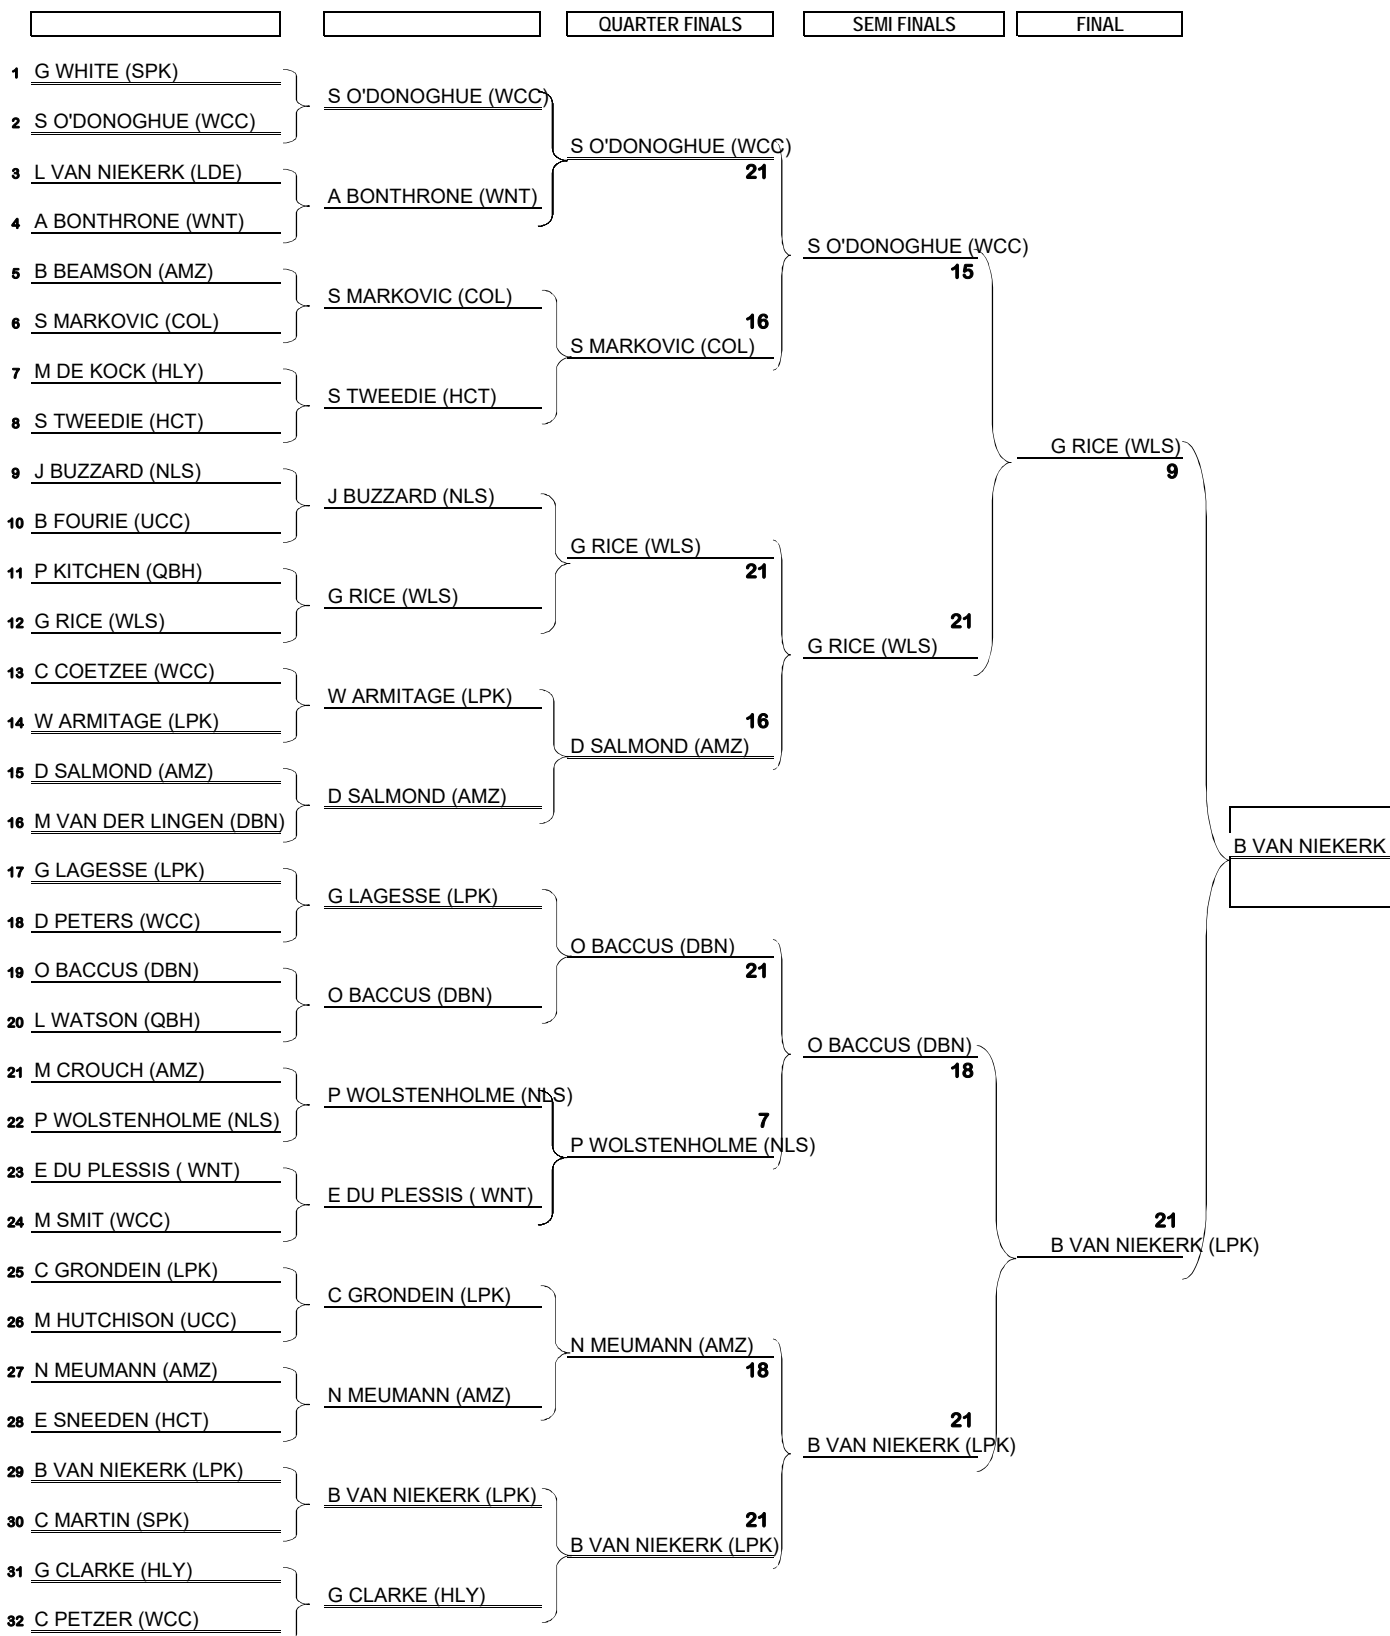 QUARTER FINALS
SEMI FINALS
FINAL
1 G WHITE (SPK)
2 S O'DONOGHUE (WCC)
3 L VAN NIEKERK (LDE)
4 A BONTHRONE (WNT)
5 B BEAMSON (AMZ)
6 S MARKOVIC (COL)
7 M DE KOCK (HLY)
8 S TWEEDIE (HCT)
9 J BUZZARD (NLS)
10 B FOURIE (UCC)
11 P KITCHEN (QBH)
12 G RICE (WLS)
13 C COETZEE (WCC)
14 W ARMITAGE (LPK)
15 D SALMOND (AMZ)
16 M VAN DER LINGEN (DBN)
17 G LAGESSE (LPK)
18 D PETERS (WCC)
19 O BACCUS (DBN)
20 L WATSON (QBH)
21 M CROUCH (AMZ)
22 P WOLSTENHOLME (NLS)
23 E DU PLESSIS ( WNT)
24 M SMIT (WCC)
25 C GRONDEIN (LPK)
26 M HUTCHISON (UCC)
27 N MEUMANN (AMZ)
28 E SNEEDEN (HCT)
29 B VAN NIEKERK (LPK)
30 C MARTIN (SPK)
31 G CLARKE (HLY)
32 C PETZER (WCC)
S O'DONOGHUE (WCC)
A BONTHRONE (WNT)
S MARKOVIC (COL)
S TWEEDIE (HCT)
J BUZZARD (NLS)
G RICE (WLS)
W ARMITAGE (LPK)
D SALMOND (AMZ)
G LAGESSE (LPK)
O BACCUS (DBN)
P WOLSTENHOLME (NLS)
E DU PLESSIS ( WNT)
C GRONDEIN (LPK)
N MEUMANN (AMZ)
B VAN NIEKERK (LPK)
G CLARKE (HLY)
S O'DONOGHUE (WCC)
21
16
S MARKOVIC (COL)
G RICE (WLS)
21
16
D SALMOND (AMZ)
O BACCUS (DBN)
21
7
P WOLSTENHOLME (NLS)
N MEUMANN (AMZ)
18
21
B VAN NIEKERK (LPK)
S O'DONOGHUE (WCC)
15
21
G RICE (WLS)
O BACCUS (DBN)
18
21
B VAN NIEKERK (LPK)
G RICE (WLS)
9
21
B VAN NIEKERK (LPK)
B VAN NIEKERK